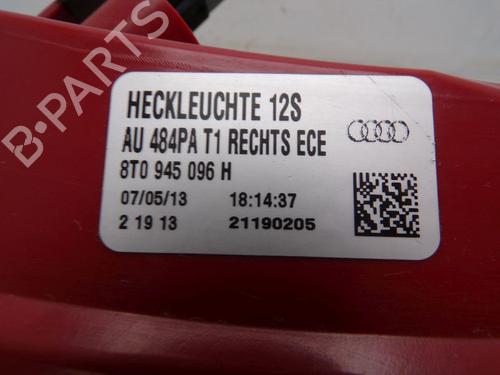 HECKLEUCHTE 12S
AU 484PA T1 RECHTS ECE
8T0 945 096 H
07/05/13 18:14:37
2 19 13 21190205
B-PARTS